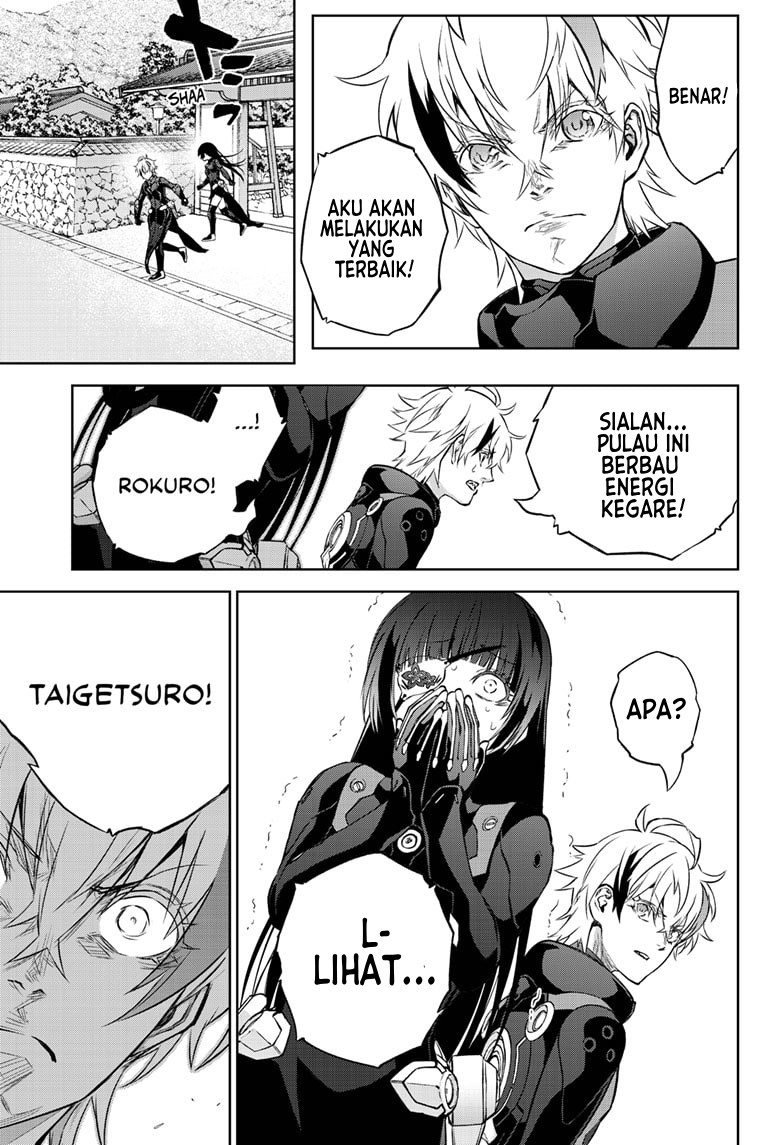 BENAR!
AKU AKAN
MELAKUKAN
YANG
TERBAIK!
SHAA
SIALAN...
PULAU INI
BERBAU
ENERGI
KEGARE!
...!
ROKURO!
APA?
L-
LIHAT...
TAIGETSURO!